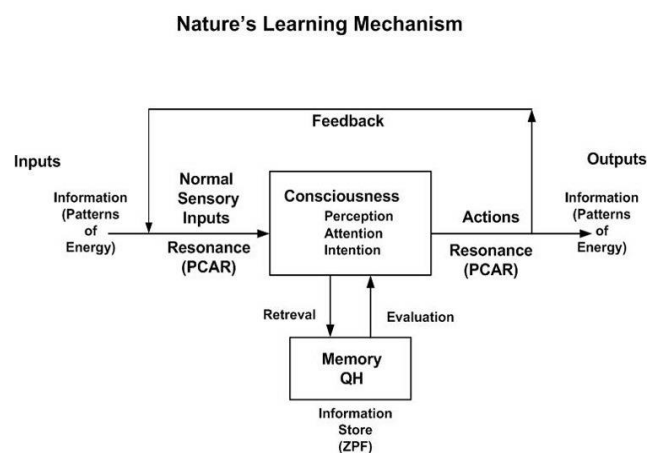 Nature's Learning Mechanism
Feedback
Inputs
Outputs
Information
(Patterns
of
Energy)
Normal
Sensory
Inputs
Resonance
(PCAR)
Consciousness
Perception
Attention
Intention
Actions
Resonance
(PCAR)
Information
(Patterns
of
Energy)
Retreval
Evaluation
Memory
QH
Information
Store
(ZPF)